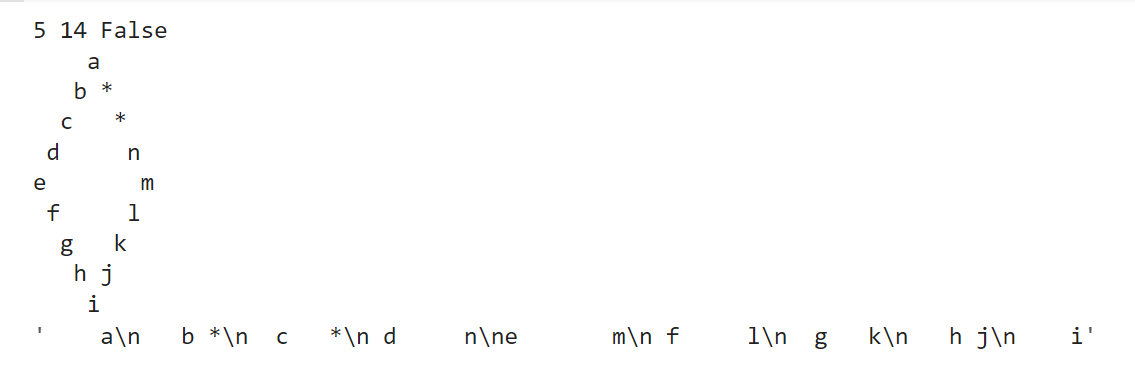 5 14 False
    a
   b *
  c   *
 d     n
e       m
 f     l
  g   k
   h j
    i
'    a\n   b *\n  c   *\n d     n\ne       m\n f     l\n  g   k\n   h j\n    i'